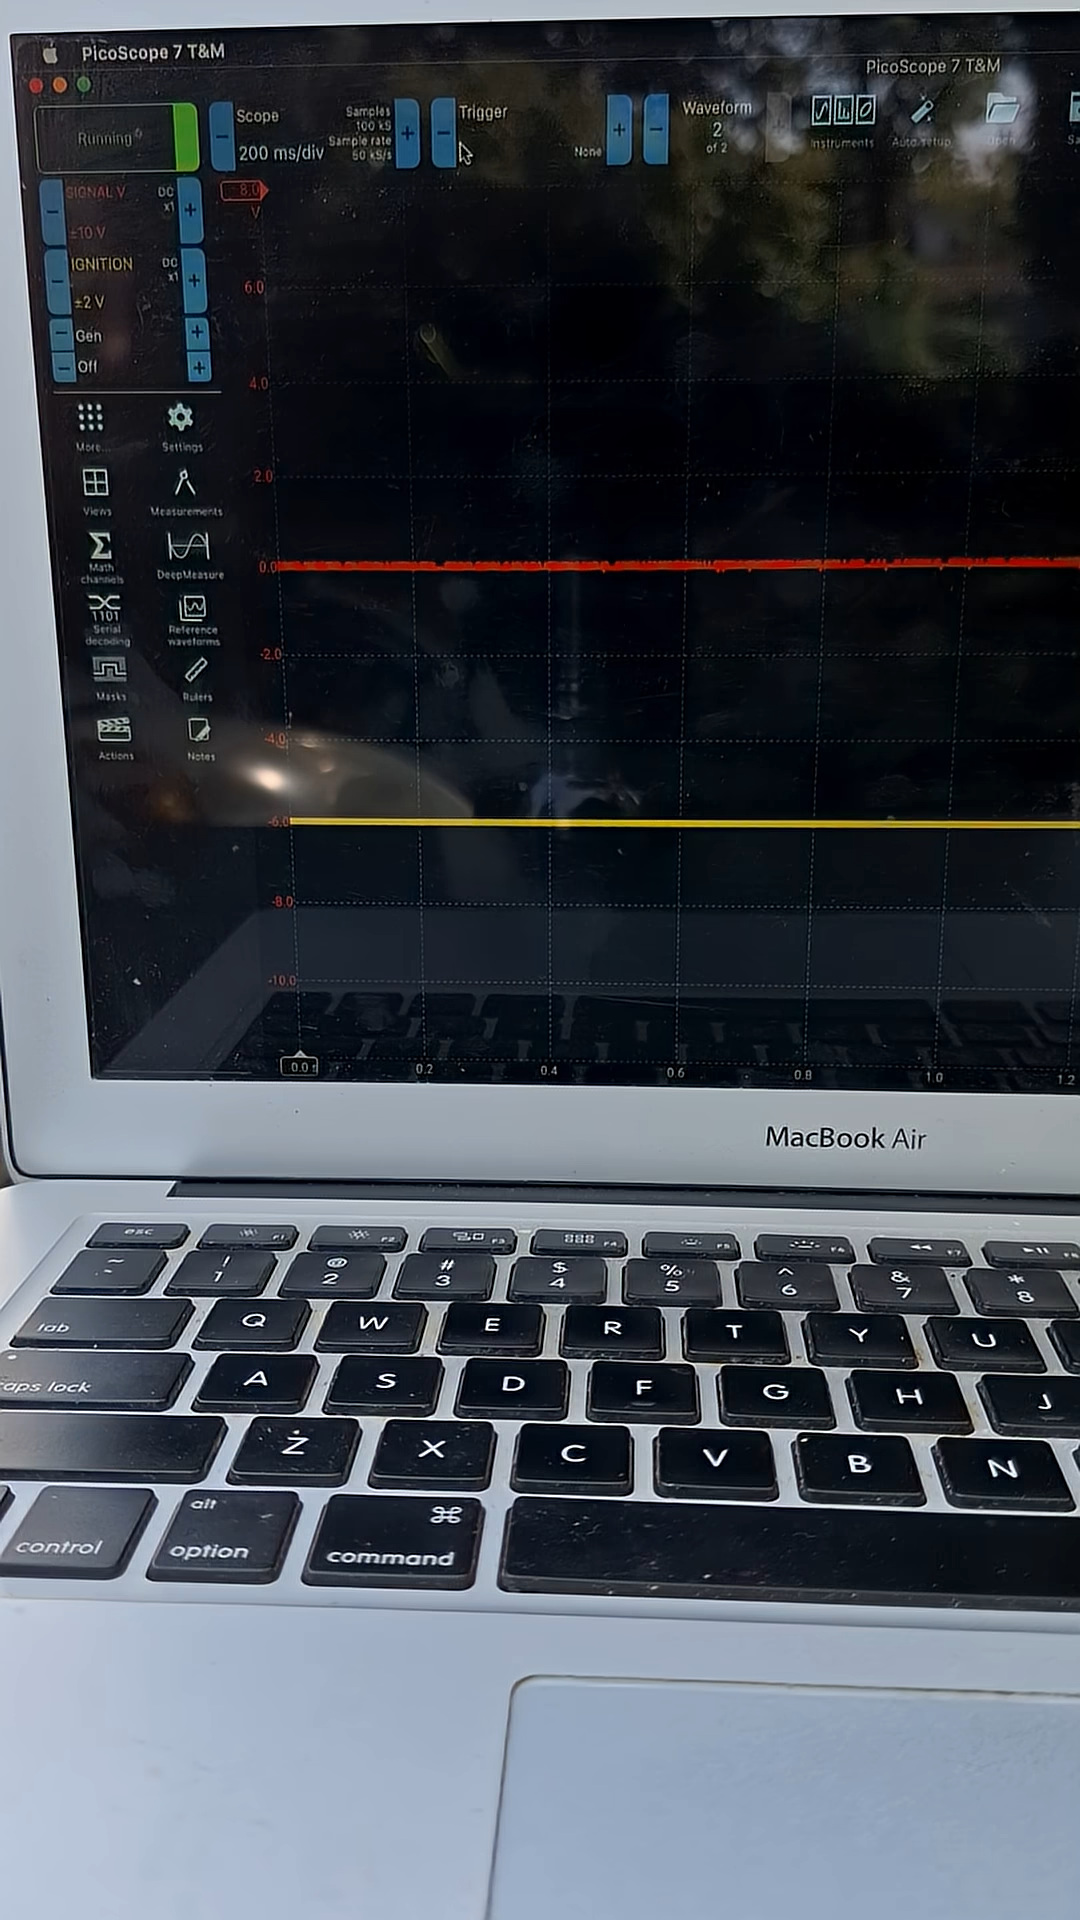 PicoScope 7 T&M
PicoScope 7 T&M
Running
Scope
200 ms/div
Samples
100 kS
Sample rate
50 kS/s
Trigger
None
Waveform
2
of 2
Instruments
Auto setup
Open
SIGNAL V
DC
x1
±10 V
IGNITION
DC
x1
±2 V
Gen
Off
More...
Settings
Views
Measurements
Math
channels
DeepMeasure
1101
Serial
decoding
Reference
waveforms
Masks
Rulers
Actions
Notes
8.0
V
6.0
4.0
2.0
0.0
-2.0
-4.0
-6.0
-8.0
-10.0
0.0 s
0.2
0.4
0.6
0.8
1.0
1.2
MacBook Air
esc
F1
F2
F3
F4
F5
F6
F7
F8
~
!
1
@
2
#
3
$
4
%
5
^
6
&
7
*
8
tab
Q
W
E
R
T
Y
U
caps lock
A
S
D
F
G
H
J
Ż
X
C
V
B
N
control
alt
option
⌘
command